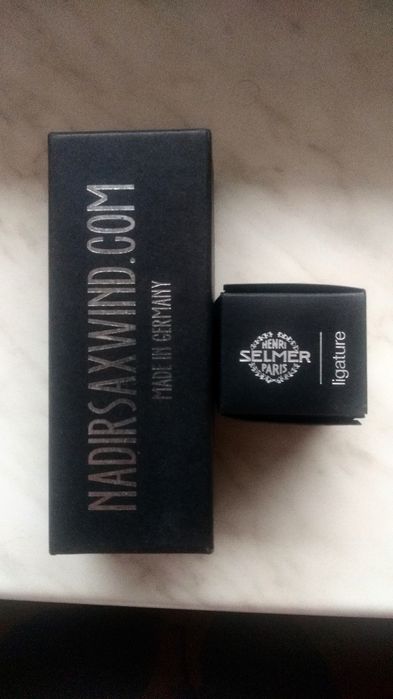 NADIRSAXWIND.COM
MADE IN GERMANY
HENRI
SELMER
PARIS
ligature